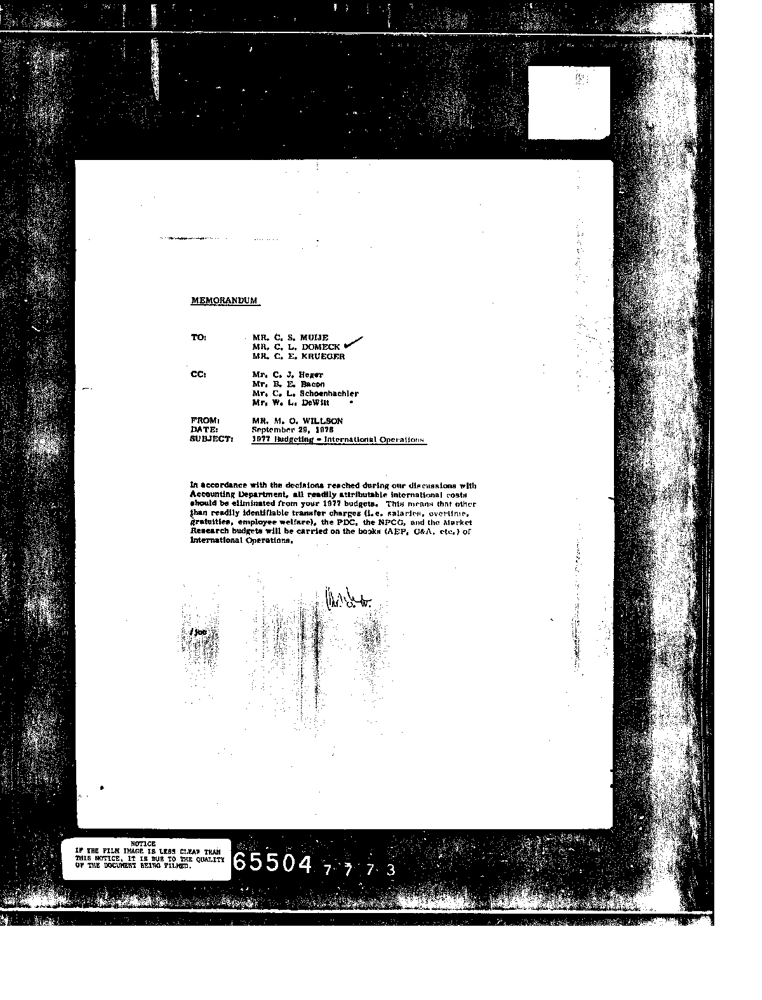 MEMORANDUM
TO: MR. C. S. MUIJE
MR. C. L. DOMECK
MR. C. E. KRUEGER
CC: Mr. C. J. Heger
Mr. B. E. Bacon
Mr. C. L. Schoenbachler
Mr. W. L. DeWitt
FROM: MR. M. O. WILLSON
DATE: September 29, 1976
SUBJECT: 1977 Budgeting - International Operations
In accordance with the decisions reached during our discussions with
Accounting Department, all readily attributable international costs
should be eliminated from your 1977 budgets. This means that other
than readily identifiable transfer charges (i.e. salaries, overtime,
gratuities, employee welfare), the PDC, the NPCG, and the Market
Research budgets will be carried on the books (AEP, G&A, etc.) of
International Operations.
NOTICE
IF THE FILM IMAGE IS LESS CLEAR THAN
THIS NOTICE, IT IS DUE TO THE QUALITY
OF THE DOCUMENT BEING FILMED.
65504 7773